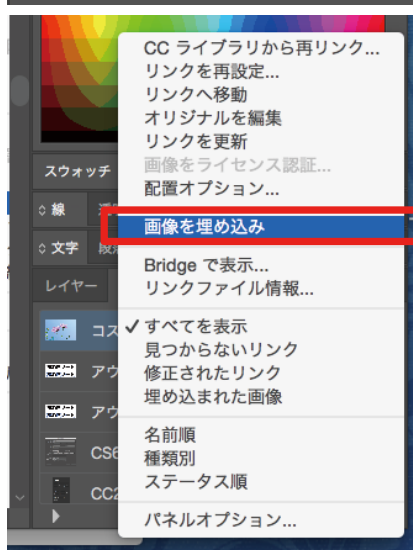 CC ライブラリから再リンク...
リンクを再設定...
リンクへ移動
オリジナルを編集
リンクを更新
画像をライセンス認証...
配置オプション...
スウォッチ
線
画像を埋め込み
文字
Bridge で表示...
リンクファイル情報...
レイヤー
✓すべてを表示
コス
見つからないリンク
修正されたリンク
アウ
埋め込まれた画像
アウ
名前順
種類別
CS6
ステータス順
CC2
パネルオプション...